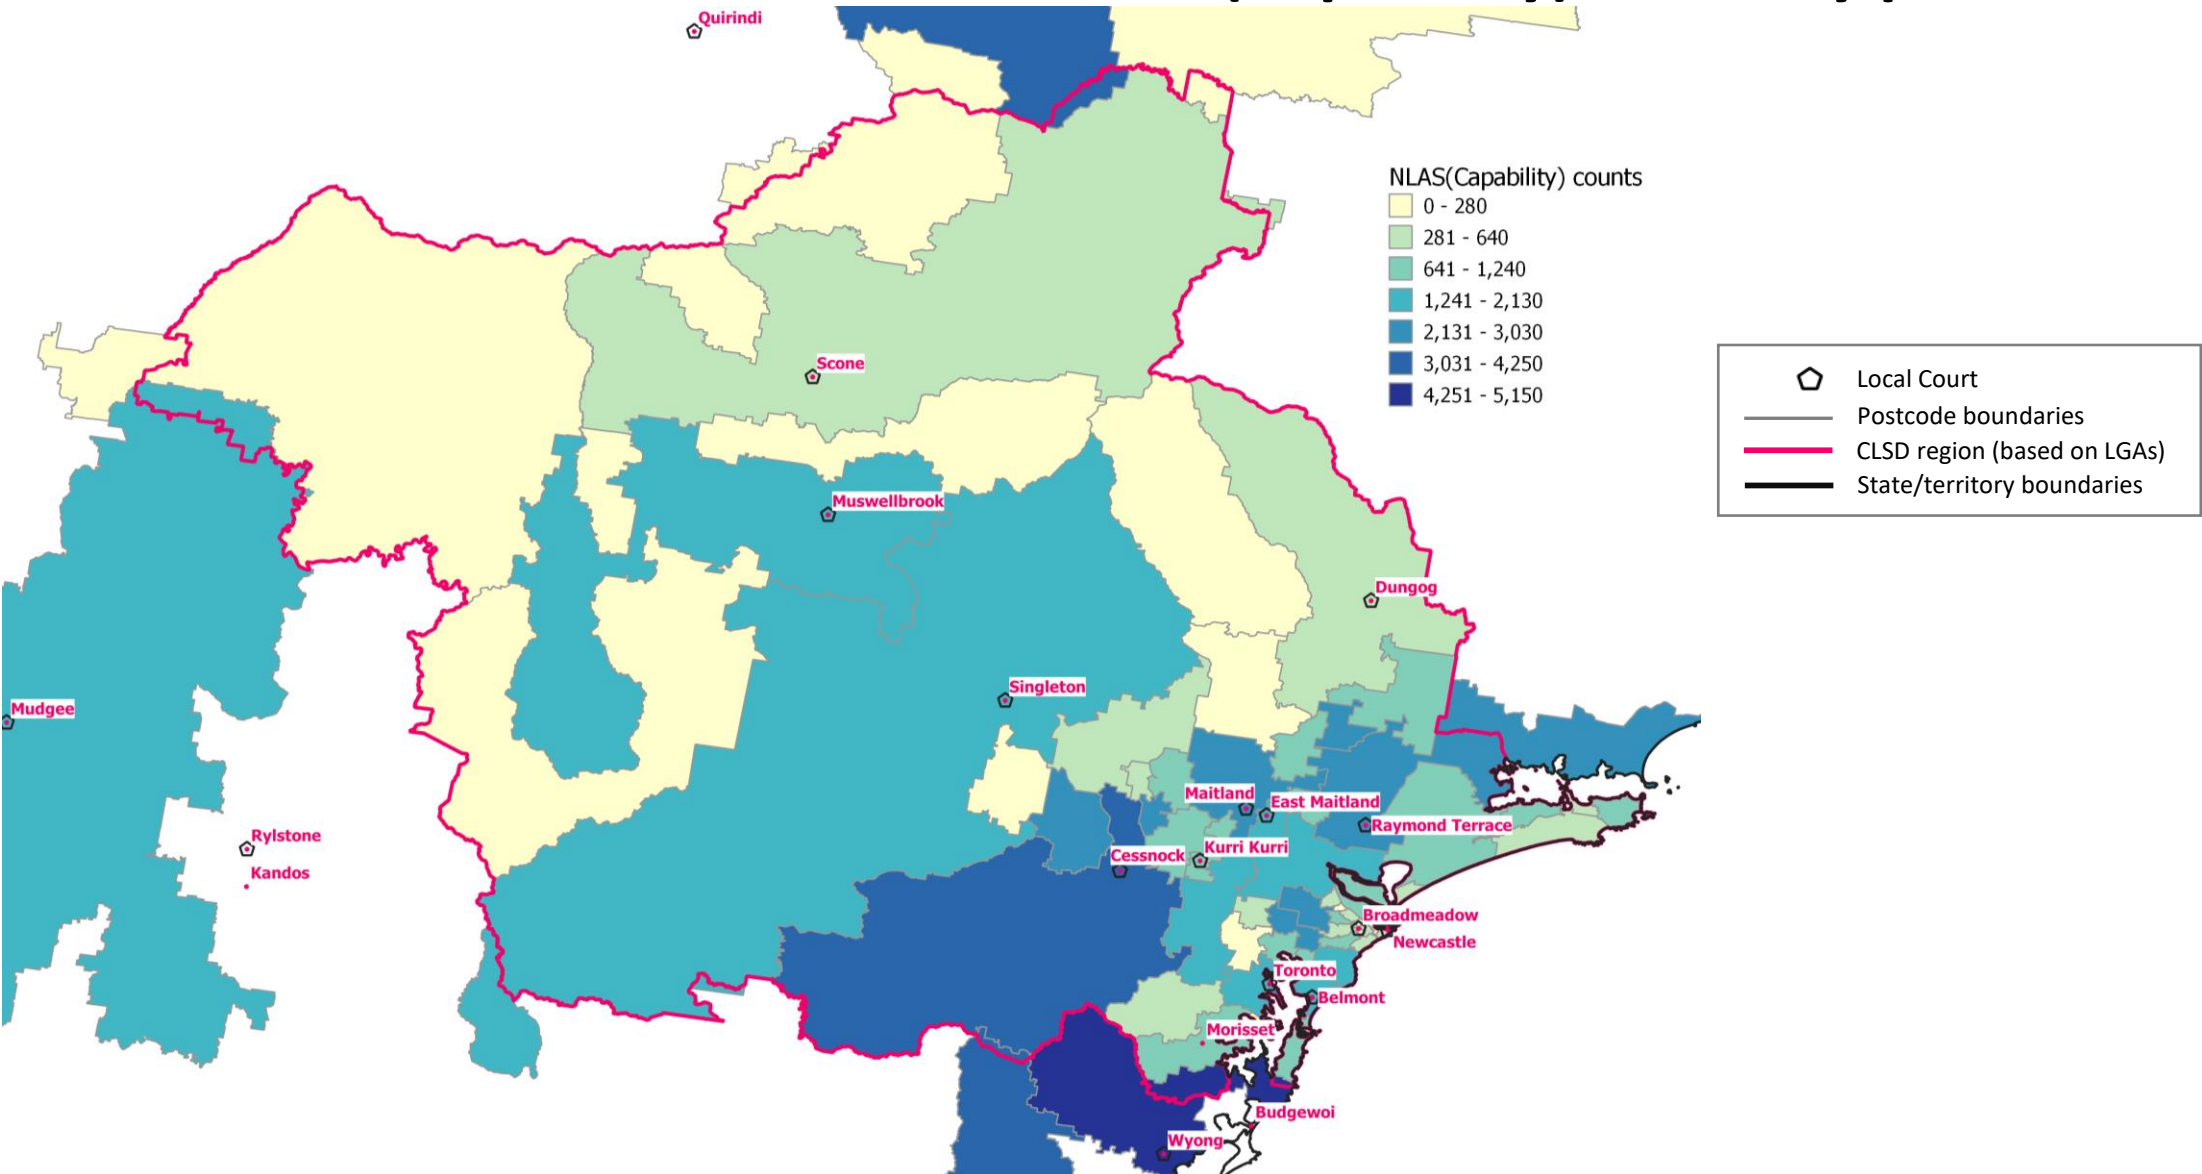 Quirindi
NLAS(Capability) counts
0 - 280
281 - 640
641 - 1,240
1,241 - 2,130
2,131 - 3,030
3,031 - 4,250
4,251 - 5,150
Local Court
Postcode boundaries
CLSD region (based on LGAs)
State/territory boundaries
Scone
Muswellbrook
Dungog
Singleton
Mudgee
Maitland
East Maitland
Raymond Terrace
Rylstone
Kurri Kurri
Cessnock
Kandos
Broadmeadow
Newcastle
Toronto
Belmont
Morisset
Budgewoi
Wyong